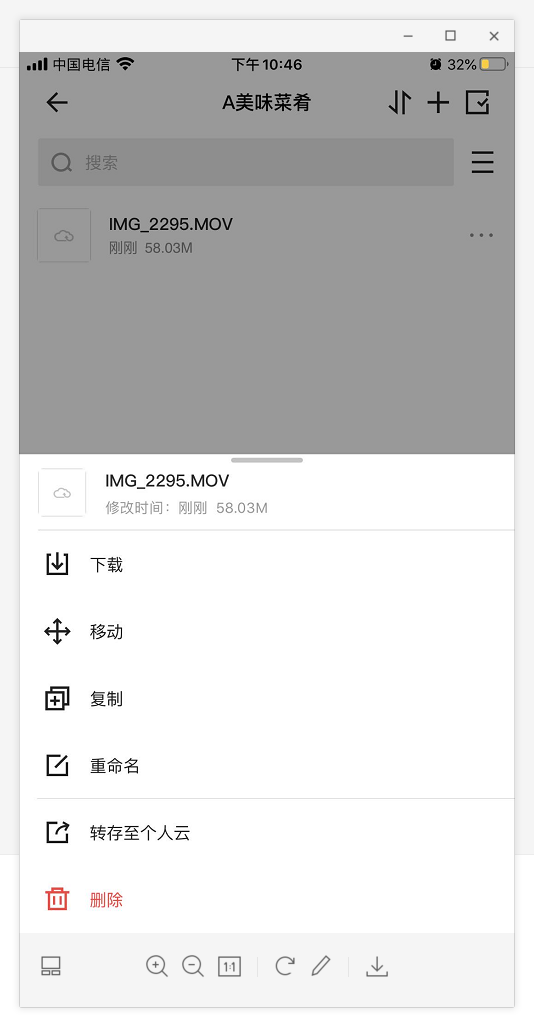 中国电信 下午10:46 32%
A美味菜肴
搜索
IMG_2295.MOV
刚刚 58.03M
IMG_2295.MOV
修改时间：刚刚 58.03M
下载
移动
复制
重命名
转存至个人云
删除
1:1